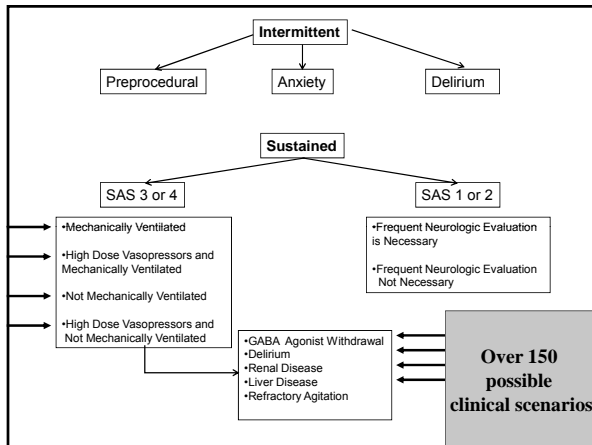 Intermittent
Preprocedural
Anxiety
Delirium
Sustained
SAS 3 or 4
SAS 1 or 2
•Mechanically Ventilated
•High Dose Vasopressors and
Mechanically Ventilated
•Not Mechanically Ventilated
•High Dose Vasopressors and
Not Mechanically Ventilated
•Frequent Neurologic Evaluation
is Necessary
•Frequent Neurologic Evaluation
Not Necessary
•GABA Agonist Withdrawal
•Delirium
•Renal Disease
•Liver Disease
•Refractory Agitation
Over 150
possible
clinical scenarios